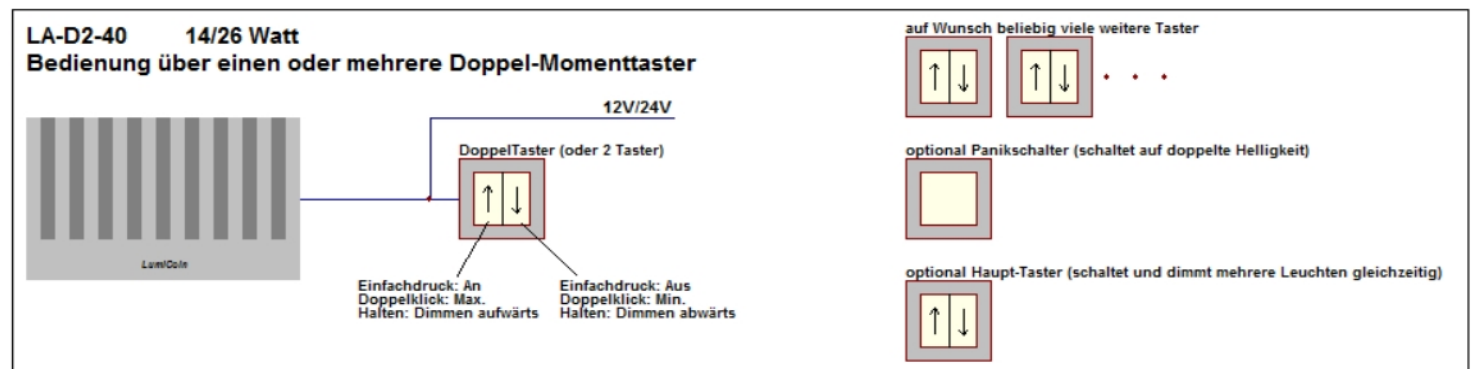 LA-D2-40 14/26 Watt
Bedienung über einen oder mehrere Doppel-Momenttaster
12V/24V
DoppelTaster (oder 2 Taster)
LumiCoin
Einfachdruck: An
Doppelklick: Max.
Halten: Dimmen aufwärts
Einfachdruck: Aus
Doppelklick: Min.
Halten: Dimmen abwärts
auf Wunsch beliebig viele weitere Taster
optional Panikschalter (schaltet auf doppelte Helligkeit)
optional Haupt-Taster (schaltet und dimmt mehrere Leuchten gleichzeitig)